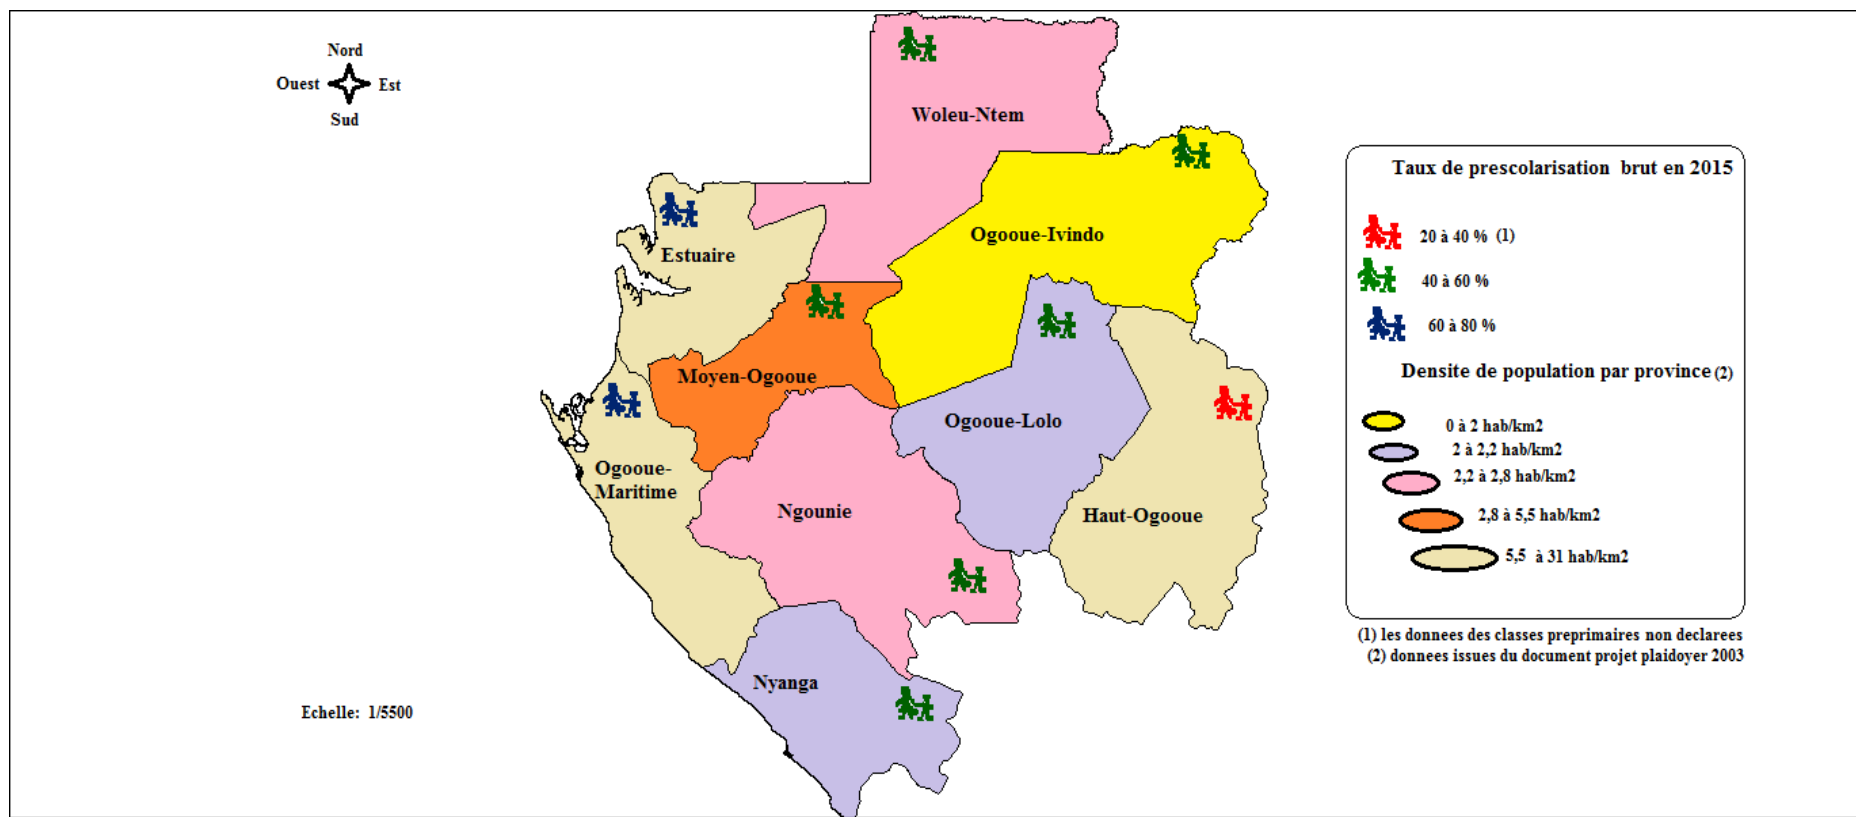 Nord
Ouest
Est
Sud
Woleu-Ntem
Ogooue-Ivindo
Estuaire
Moyen-Ogooue
Ogooue-Lolo
Ogooue-
Maritime
Ngounie
Haut-Ogooue
Nyanga
Echelle: 1/5500
Taux de prescolarisation brut en 2015
20 à 40 % (1)
40 à 60 %
60 à 80 %
Densite de population par province (2)
0 à 2 hab/km2
2 à 2,2 hab/km2
2,2 à 2,8 hab/km2
2,8 à 5,5 hab/km2
5,5 à 31 hab/km2
(1) les donnees des classes preprimaires non declarees
(2) donnees issues du document projet plaidoyer 2003